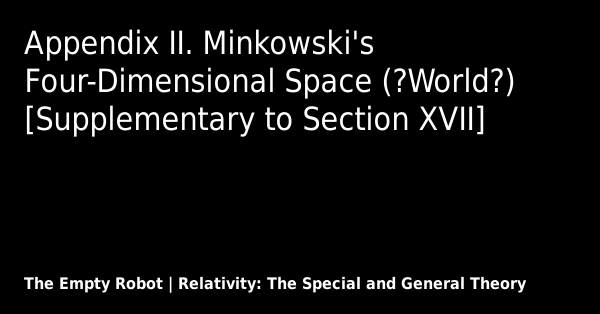 Appendix II. Minkowski's
Four-Dimensional Space (?World?)
[Supplementary to Section XVII]
The Empty Robot | Relativity: The Special and General Theory